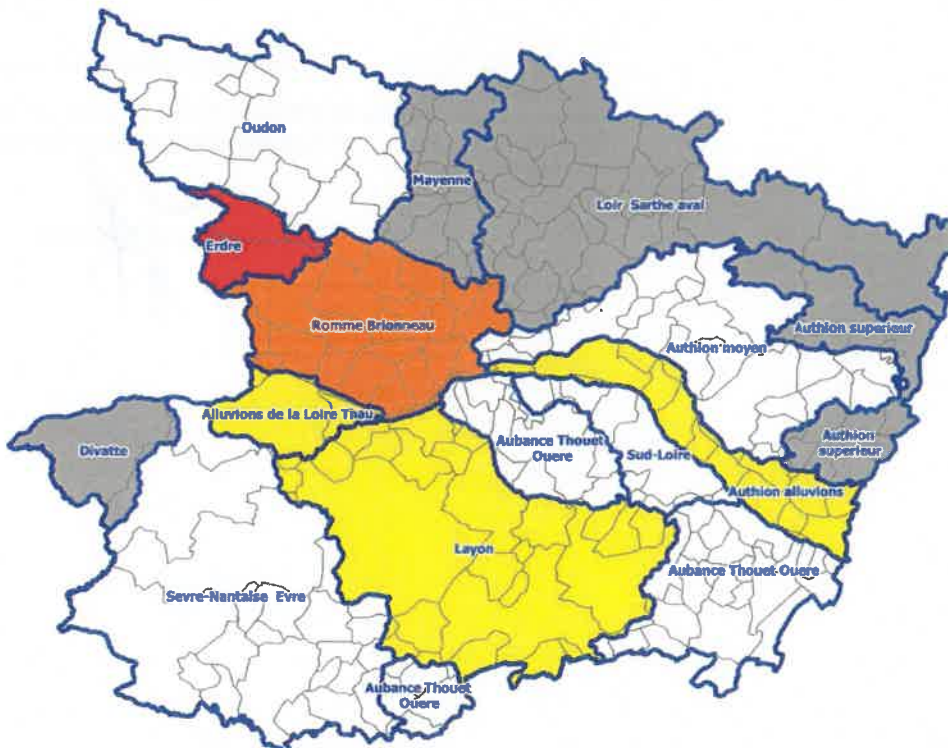 Oudon
Mayenne
Loir Sarthe aval
Erdre
Romme Brionneau
Authion superieur
Authion moyen
Alluvions de la Loire Thau
Divatte
Aubance Thouet
Ouere
Sud-Loire
Authion
superieur
Authion alluvions
Layon
Aubance Thouet Ouere
Sevre-Nantaise Evre
Aubance Thouet
Ouere